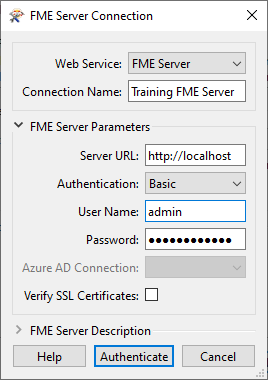 FME Server Connection
Web Service: FME Server
Connection Name: Training FME Server
FME Server Parameters
Server URL: http://localhost
Authentication: Basic
User Name: admin
Password: ●●●●●●●●●●●●
Azure AD Connection:
Verify SSL Certificates:
FME Server Description
Help Authenticate Cancel